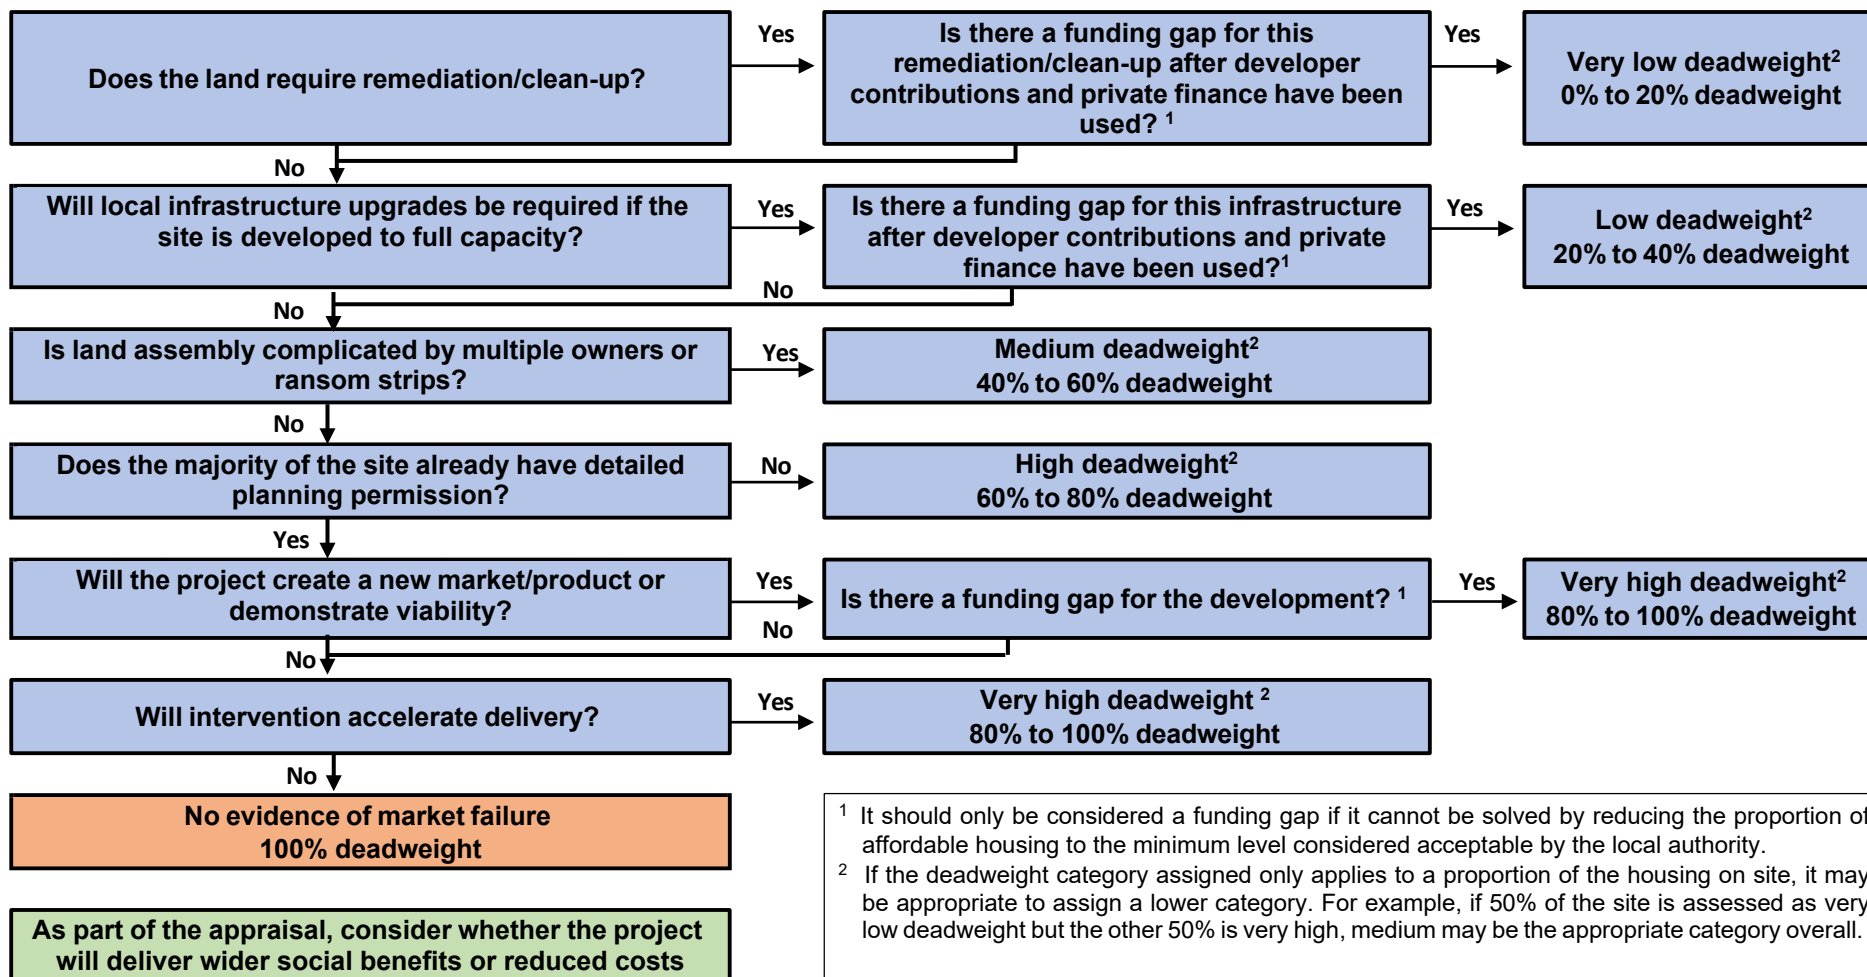 Does the land require remediation/clean-up?
Yes
Is there a funding gap for this
remediation/clean-up after developer
contributions and private finance have been
used? 1
Yes
Very low deadweight2
0% to 20% deadweight
No
Will local infrastructure upgrades be required if the
site is developed to full capacity?
Yes
Is there a funding gap for this infrastructure
after developer contributions and private
finance have been used?1
Yes
Low deadweight2
20% to 40% deadweight
No
No
Is land assembly complicated by multiple owners or
ransom strips?
Yes
Medium deadweight2
40% to 60% deadweight
No
Does the majority of the site already have detailed
planning permission?
No
High deadweight2
60% to 80% deadweight
Yes
Will the project create a new market/product or
demonstrate viability?
Yes
Is there a funding gap for the development? 1
Yes
Very high deadweight2
80% to 100% deadweight
No
No
Will intervention accelerate delivery?
Yes
Very high deadweight 2
80% to 100% deadweight
No
No evidence of market failure
100% deadweight
As part of the appraisal, consider whether the project
will deliver wider social benefits or reduced costs
1 It should only be considered a funding gap if it cannot be solved by reducing the proportion of
affordable housing to the minimum level considered acceptable by the local authority.
2 If the deadweight category assigned only applies to a proportion of the housing on site, it may
be appropriate to assign a lower category. For example, if 50% of the site is assessed as very
low deadweight but the other 50% is very high, medium may be the appropriate category overall.